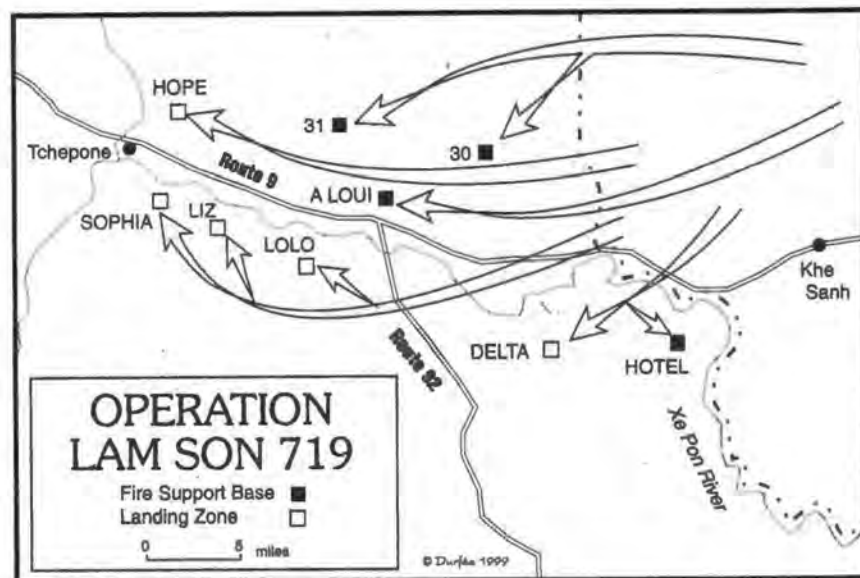 HOPE
31
30
Tchepone
Route 9
A LOUI
SOPHIA
LIZ
LOLO
Khe
Sanh
DELTA
HOTEL
Route 92
Xe Pon River
OPERATION
LAM SON 719
Fire Support Base
Landing Zone
0 5 miles
© Durfée 1999